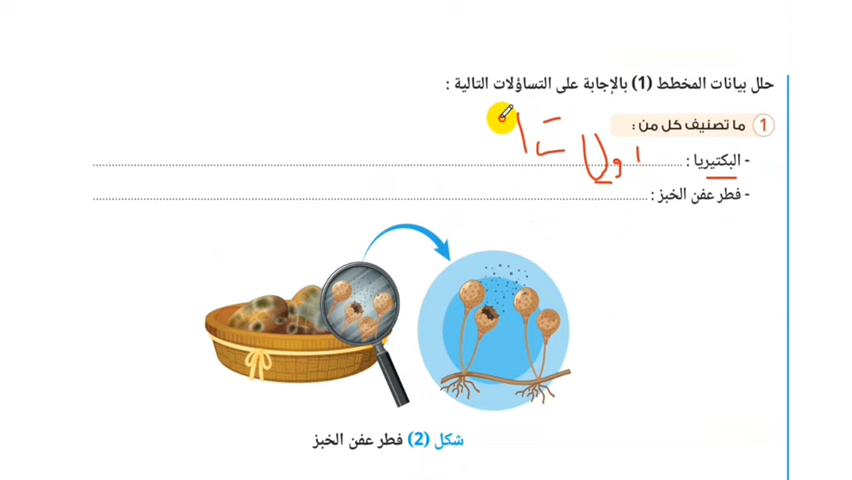 حلل بيانات المخطط (1) بالإجابة على التساؤلات التالية :
1 ما تصنيف كل من :
- البكتيريا : ................
- فطر عفن الخبز : ................
شكل (2) فطر عفن الخبز